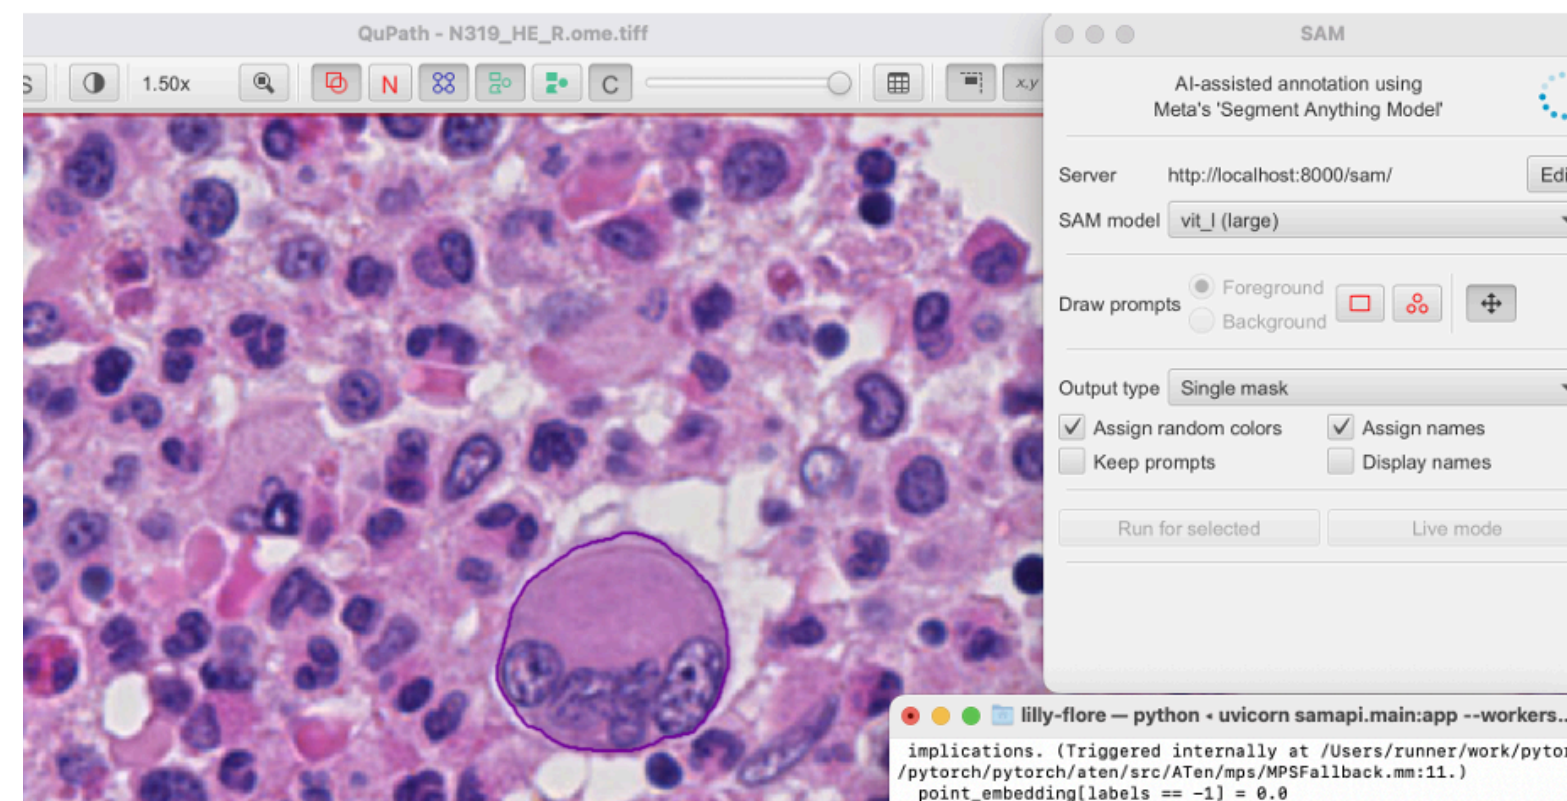 QuPath - N319_HE_R.ome.tiff
S
1.50x
N
C
x,y
SAM
AI-assisted annotation using
Meta's 'Segment Anything Model'
Server http://localhost:8000/sam/ Edi
SAM model vit_l (large)
Draw prompts
Foreground
Background
Output type Single mask
Assign random colors Assign names
Keep prompts Display names
Run for selected Live mode
lilly-flore — python ◂ uvicorn samapi.main:app --workers...
implications. (Triggered internally at /Users/runner/work/pytor
/pytorch/pytorch/aten/src/ATen/mps/MPSFallback.mm:11.)
point_embedding[labels == -1] = 0.0